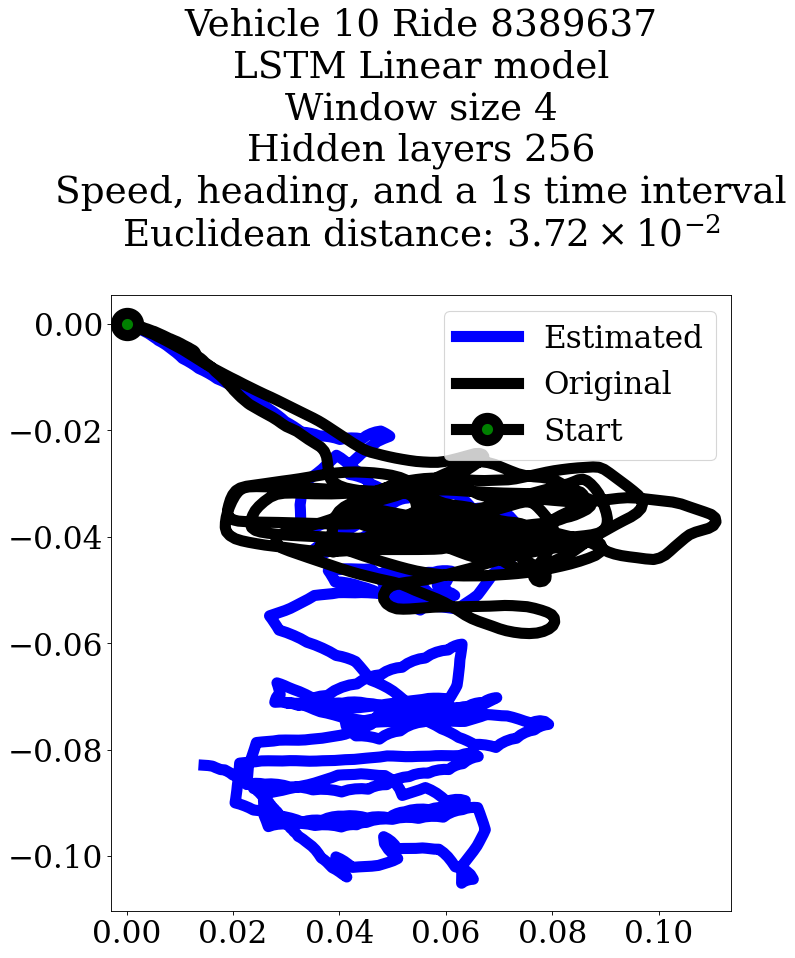 Vehicle 10 Ride 8389637
LSTM Linear model
Window size 4
Hidden layers 256
Speed, heading, and a 1s time interval
Euclidean distance: 3.72 × 10⁻²
Estimated
Original
Start
0.00
−0.02
−0.04
−0.06
−0.08
−0.10
0.00 0.02 0.04 0.06 0.08 0.10